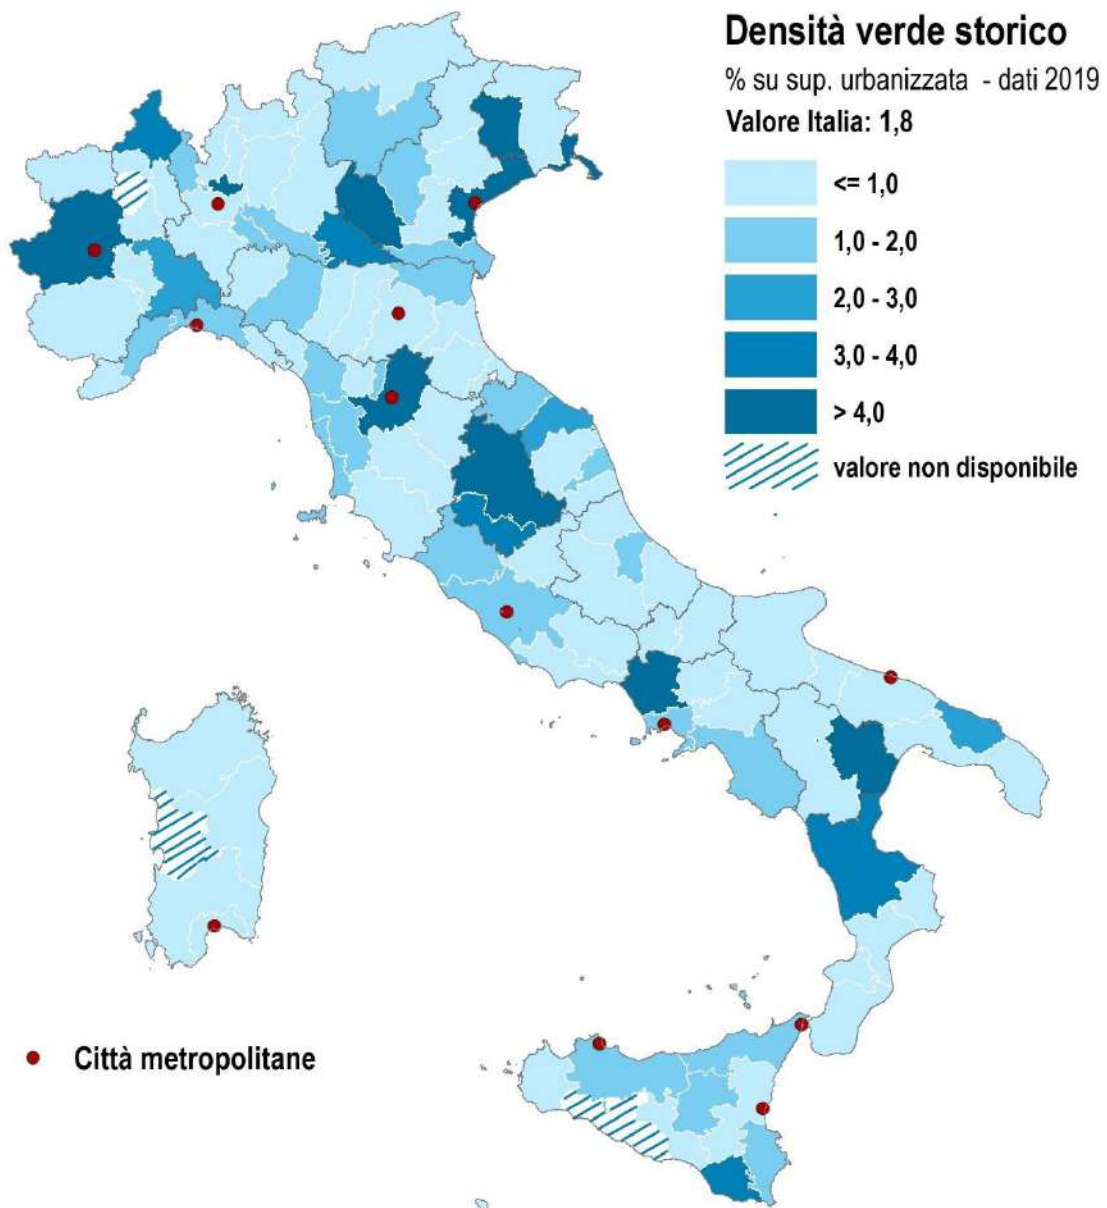 Densità verde storico
% su sup. urbanizzata - dati 2019
Valore Italia: 1,8
<= 1,0
1,0 - 2,0
2,0 - 3,0
3,0 - 4,0
> 4,0
valore non disponibile
Città metropolitane